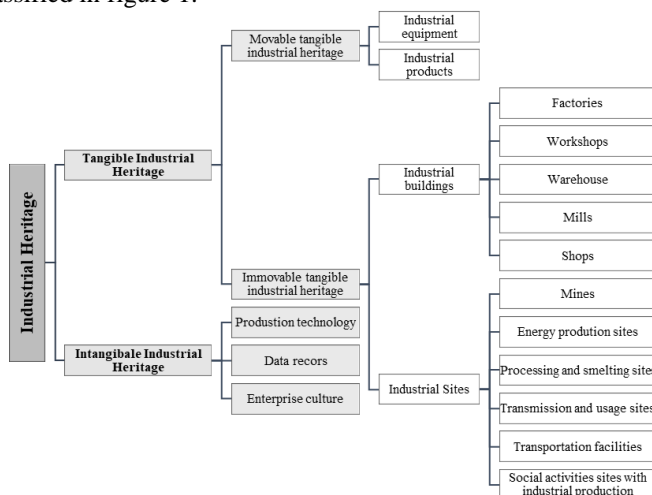 assified in figure 1.
Industrial Heritage
Tangible Industrial
Heritage
Movable tangible
industrial heritage
Industrial
equipment
Industrial
products
Immovable tangible
industrial heritage
Industrial
buildings
Factories
Workshops
Warehouse
Mills
Shops
Industrial Sites
Mines
Energy prodution sites
Processing and smelting sites
Transmission and usage sites
Transportation facilities
Social activities sites with
industrial production
Intangibale Industrial
Heritage
Prodution technology
Data recors
Enterprise culture